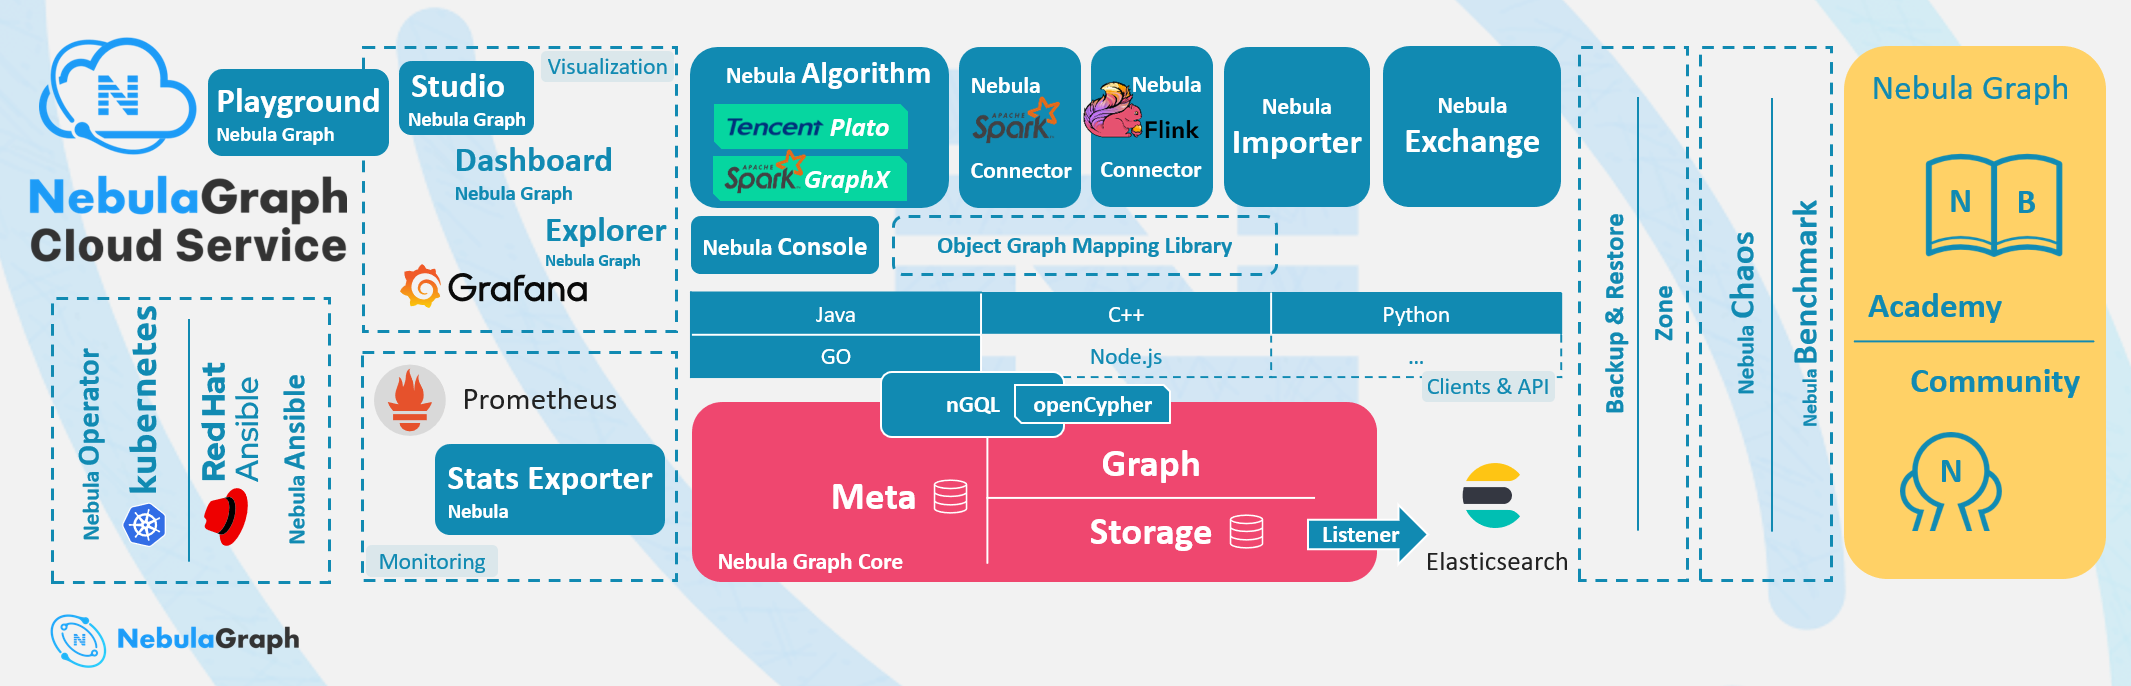 N
NebulaGraph
Cloud Service
Playground
Nebula Graph
Visualization
Studio
Nebula Graph
Dashboard
Nebula Graph
Explorer
Nebula Graph
Grafana
Nebula Operator
kubernetes
Red Hat
Ansible
Nebula Ansible
Prometheus
Stats Exporter
Nebula
Monitoring
Nebula Algorithm
Tencent Plato
APACHE
Spark GraphX
Nebula
APACHE
Spark
Connector
Nebula
Flink
Connector
Nebula
Importer
Nebula
Exchange
Nebula Console
Object Graph Mapping Library
Java
C++
Python
GO
Node.js
...
Clients & API
nGQL
openCypher
Meta
Graph
Storage
Nebula Graph Core
Listener
Elasticsearch
Backup & Restore
Zone
Nebula Chaos
Nebula Benchmark
Nebula Graph
N B
Academy
Community
N
N
NebulaGraph